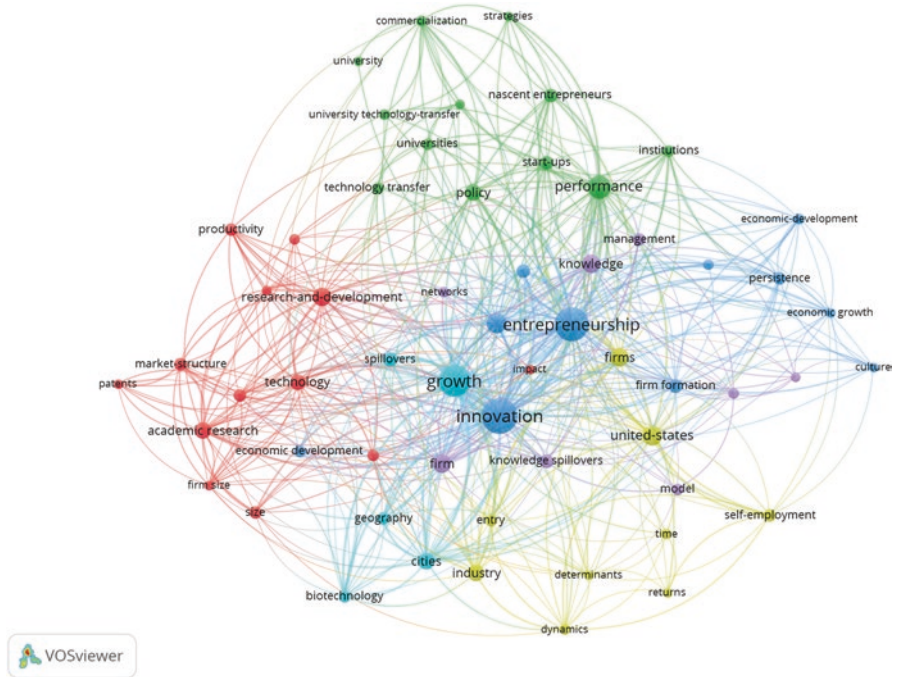 strategies
commercialization
university
nascent entrepreneurs
university technology-transfer
universities
institutions
start-ups
technology transfer
policy
performance
economic-development
productivity
management
knowledge
persistence
networks
research-and-development
economic growth
entrepreneurship
spillovers
firms
market-structure
impact
culture
patents
technology
growth
firm formation
innovation
academic research
united-states
economic development
firm
knowledge spillovers
firm size
model
size
geography
entry
self-employment
time
cities
industry
determinants
biotechnology
returns
dynamics
VOSviewer